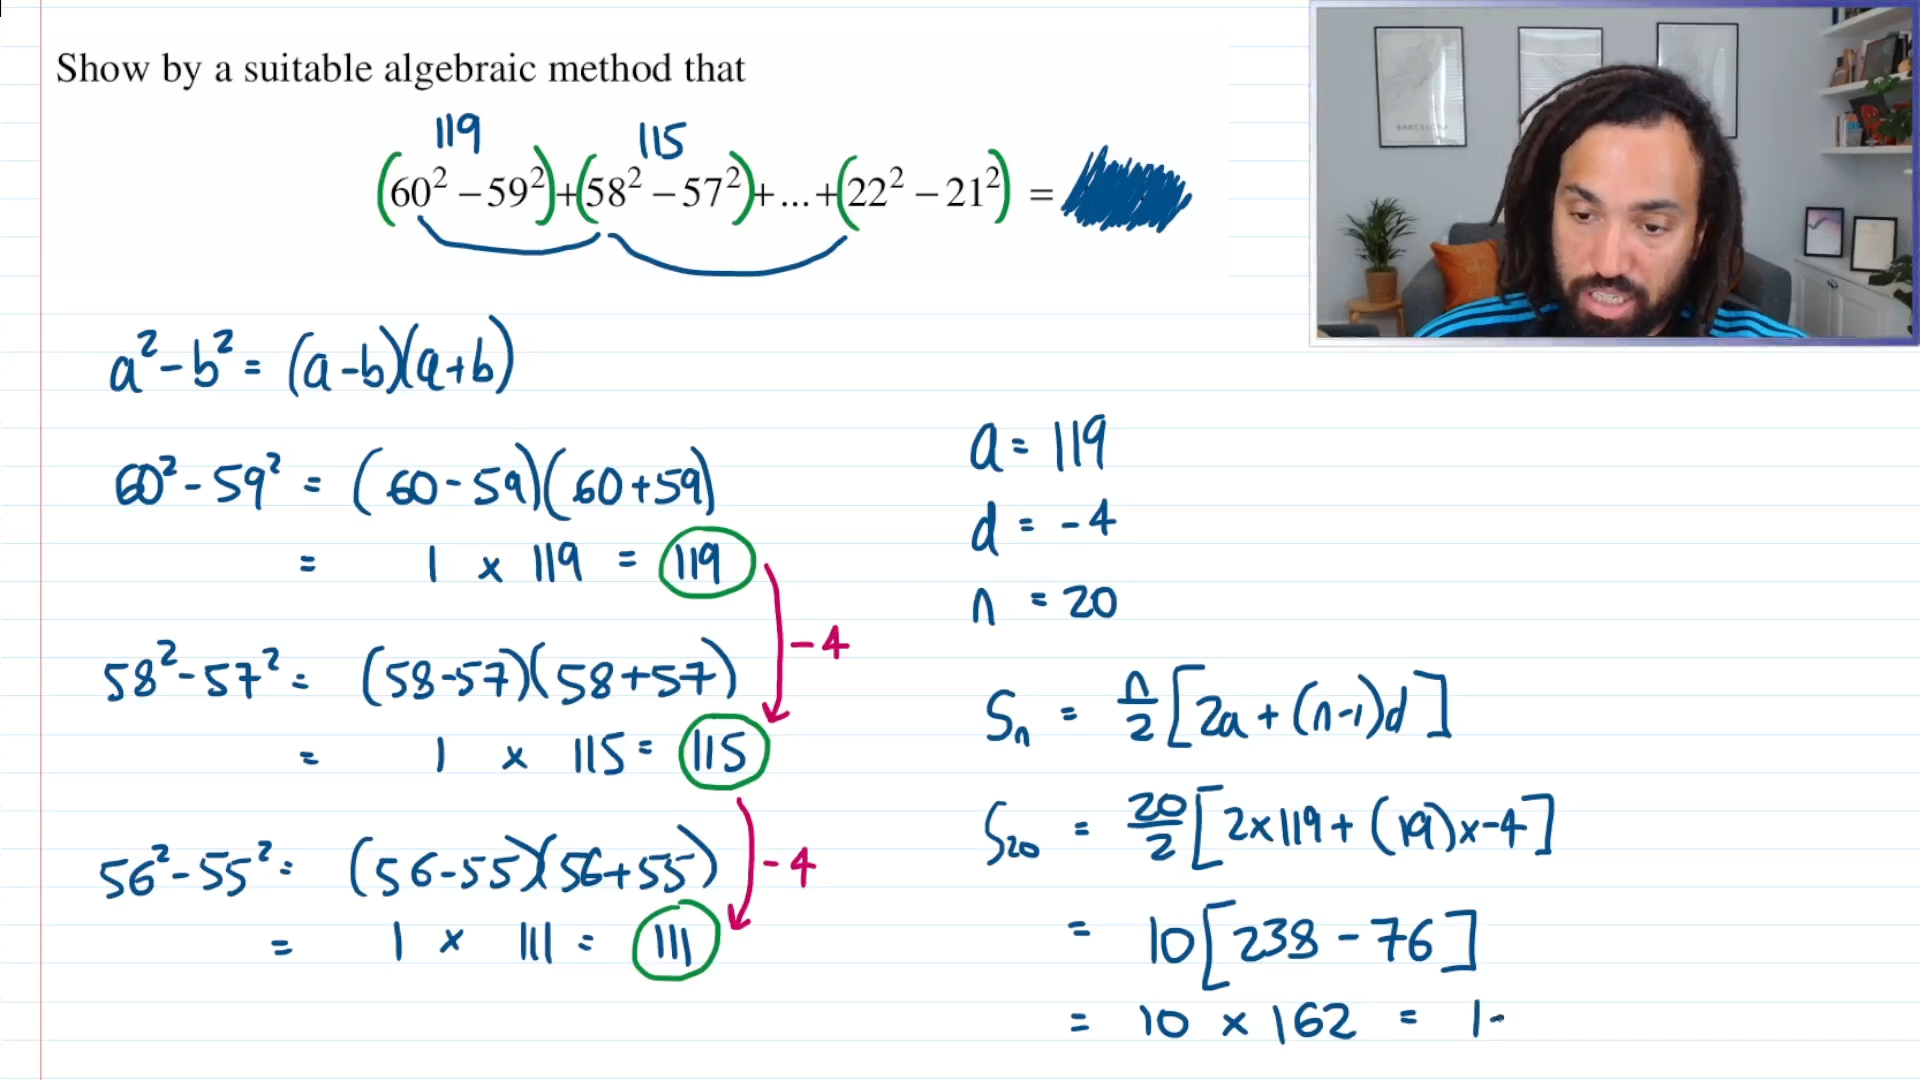 Show by a suitable algebraic method that
119 115
(60² − 59²) + (58² − 57²) + ... + (22² − 21²) =
BARCELONA
a² - b² = (a-b)(a+b)
60² - 59² = (60-59)(60+59)
= 1 × 119 = 119
-4
58² - 57² = (58-57)(58+57)
= 1 × 115 = 115
-4
56² - 55² = (56-55)(56+55)
= 1 × 111 = 111
a = 119
d = -4
n = 20
Sn = n/2 [2a + (n-1)d]
S20 = 20/2 [2×119 + (19)×-4]
= 10[238 - 76]
= 10 × 162 = 1